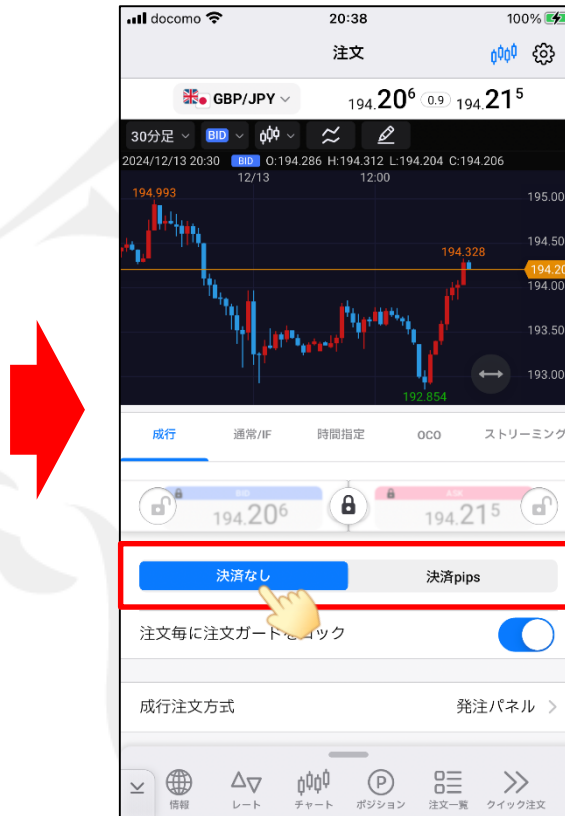 docomo 20:38 100%
注文
GBP/JPY 194.206 0.9 194.215
30分足 BID
2024/12/13 20:30 BID O:194.286 H:194.312 L:194.204 C:194.206
12/13 12:00
194.993
195.00
194.50
194.328
194.20
194.00
193.50
193.00
192.854
成行 通常/IF 時間指定 OCO ストリーミング
BID ASK
194.206 194.215
決済なし 決済pips
注文毎に注文ガードをロック
成行注文方式 発注パネル
情報 レート チャート ポジション 注文一覧 クイック注文